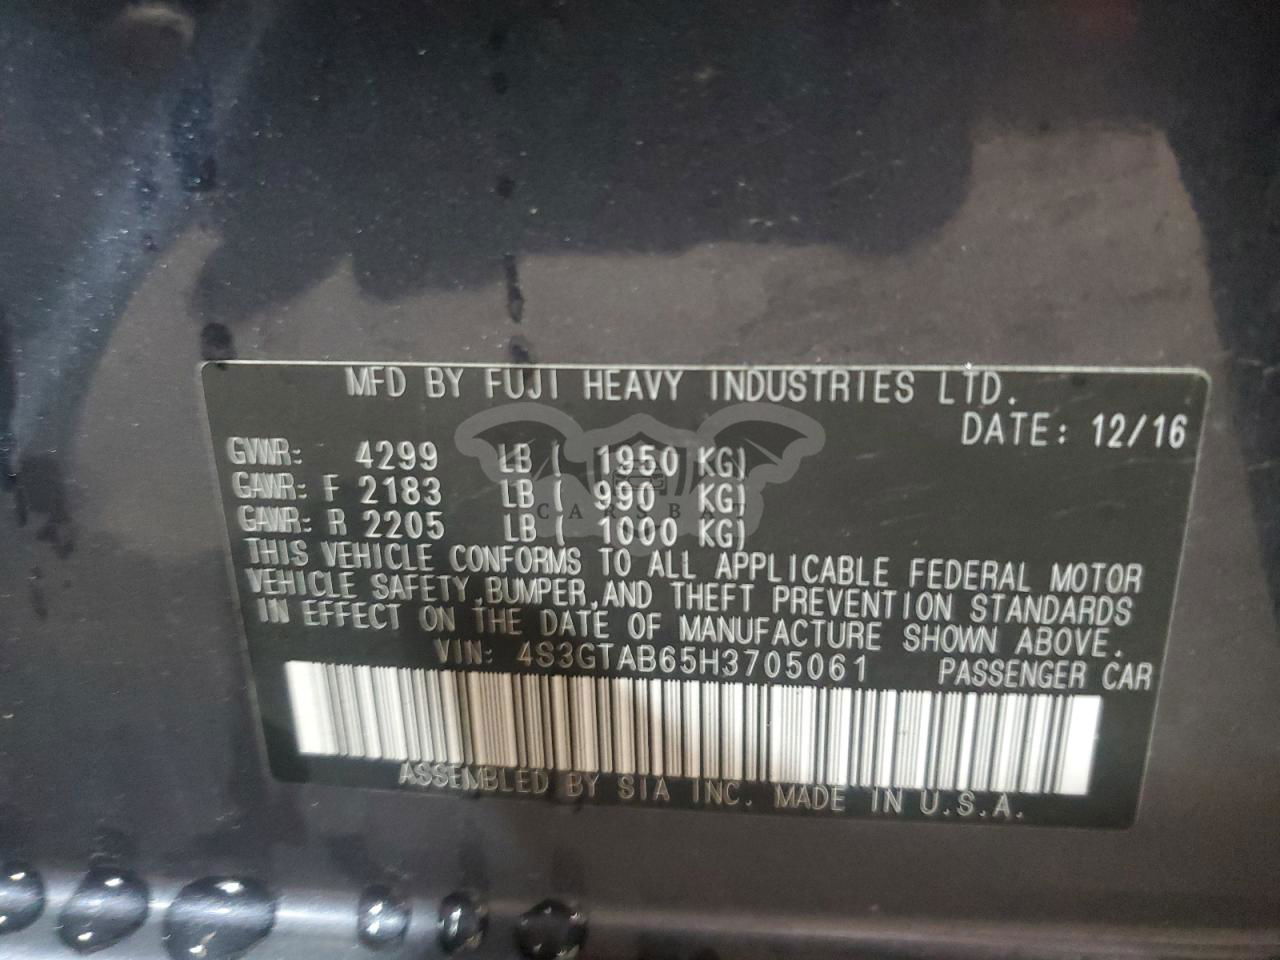 MFD BY FUJI HEAVY INDUSTRIES LTD.
DATE: 12/16
GVWR: 4299 LB ( 1950 KG)
GAWR: F 2183 LB ( 990 KG)
GAWR: R 2205 LB ( 1000 KG)
CARSBAT
THIS VEHICLE CONFORMS TO ALL APPLICABLE FEDERAL MOTOR
VEHICLE SAFETY,BUMPER,AND THEFT PREVENTION STANDARDS
IN EFFECT ON THE DATE OF MANUFACTURE SHOWN ABOVE.
VIN: 4S3GTAB65H3705061 PASSENGER CAR
ASSEMBLED BY SIA INC. MADE IN U.S.A.